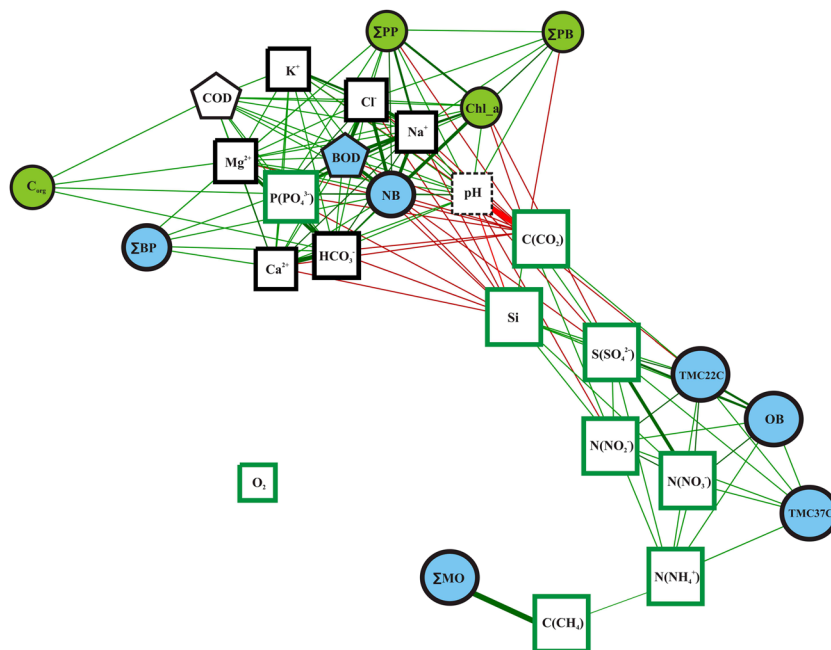 ΣPP
ΣPB
K⁺
COD
Cl⁻
Chl_a
Na⁺
Mg²⁺
BOD
C_org
P(PO₄³⁻)
NB
pH
ΣBP
C(CO₂)
HCO₃⁻
Ca²⁺
Si
S(SO₄²⁻)
TMC22C
OB
N(NO₂⁻)
O₂
N(NO₃⁻)
TMC37C
ΣMO
N(NH₄⁺)
C(CH₄)